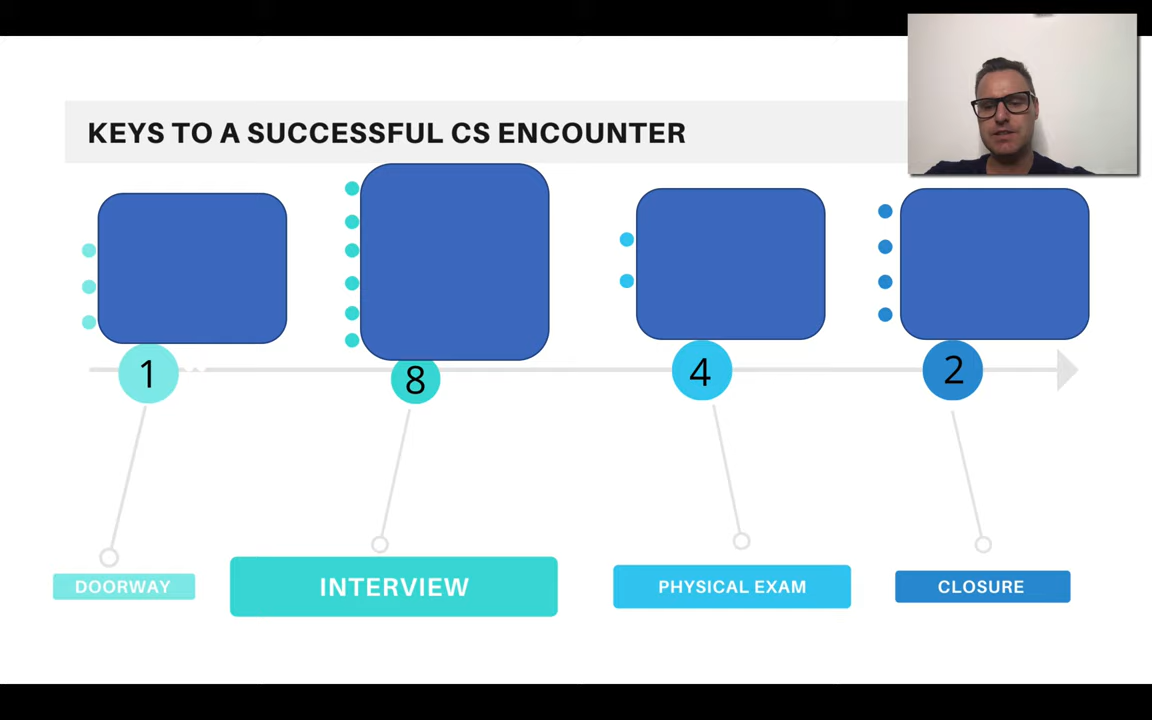 KEYS TO A SUCCESSFUL CS ENCOUNTER
1
8
4
2
DOORWAY
INTERVIEW
PHYSICAL EXAM
CLOSURE